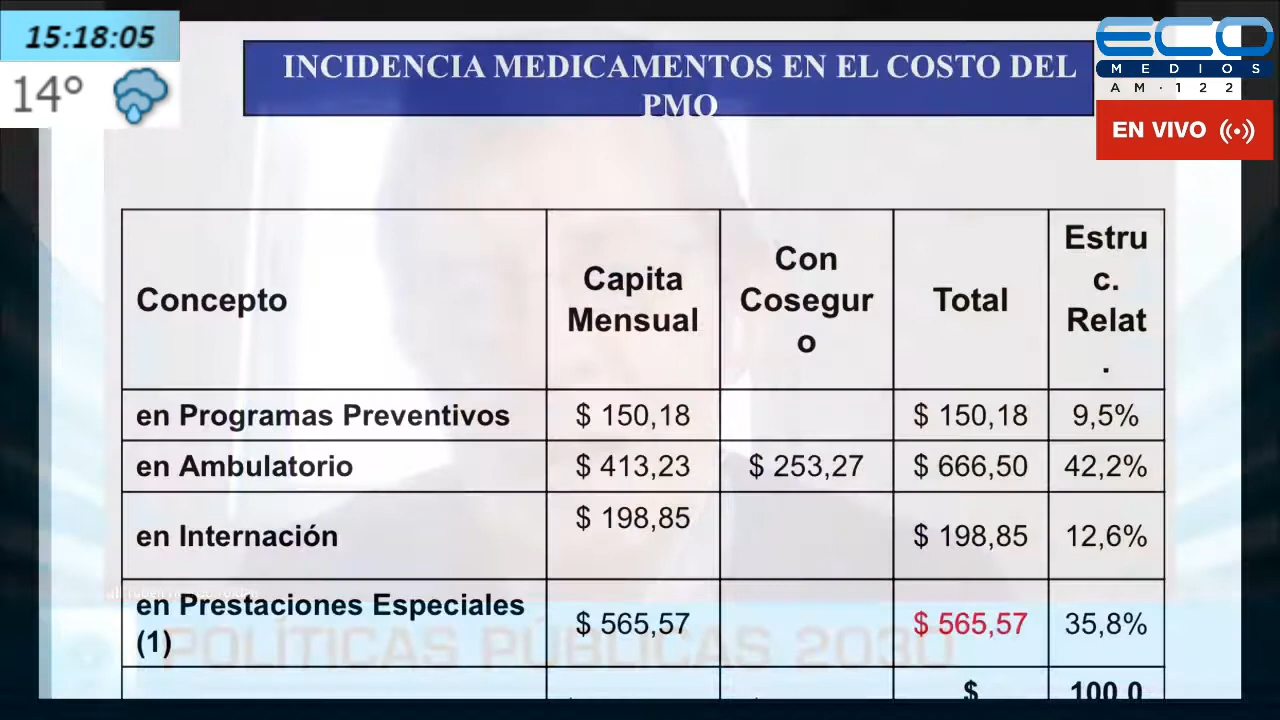 15:18:05
14°
INCIDENCIA MEDICAMENTOS EN EL COSTO DEL
PMO
ECO
MEDIOS
AM·122
EN VIVO
Concepto
Capita
Mensual
Con
Cosegur
o
Total
Estru
c.
Relat
.
en Programas Preventivos $ 150,18 $ 150,18 9,5%
en Ambulatorio $ 413,23 $ 253,27 $ 666,50 42,2%
en Internación $ 198,85 $ 198,85 12,6%
en Prestaciones Especiales
(1) $ 565,57 $ 565,57 35,8%
POLÍTICAS PÚBLICAS 2030
$ 100,0